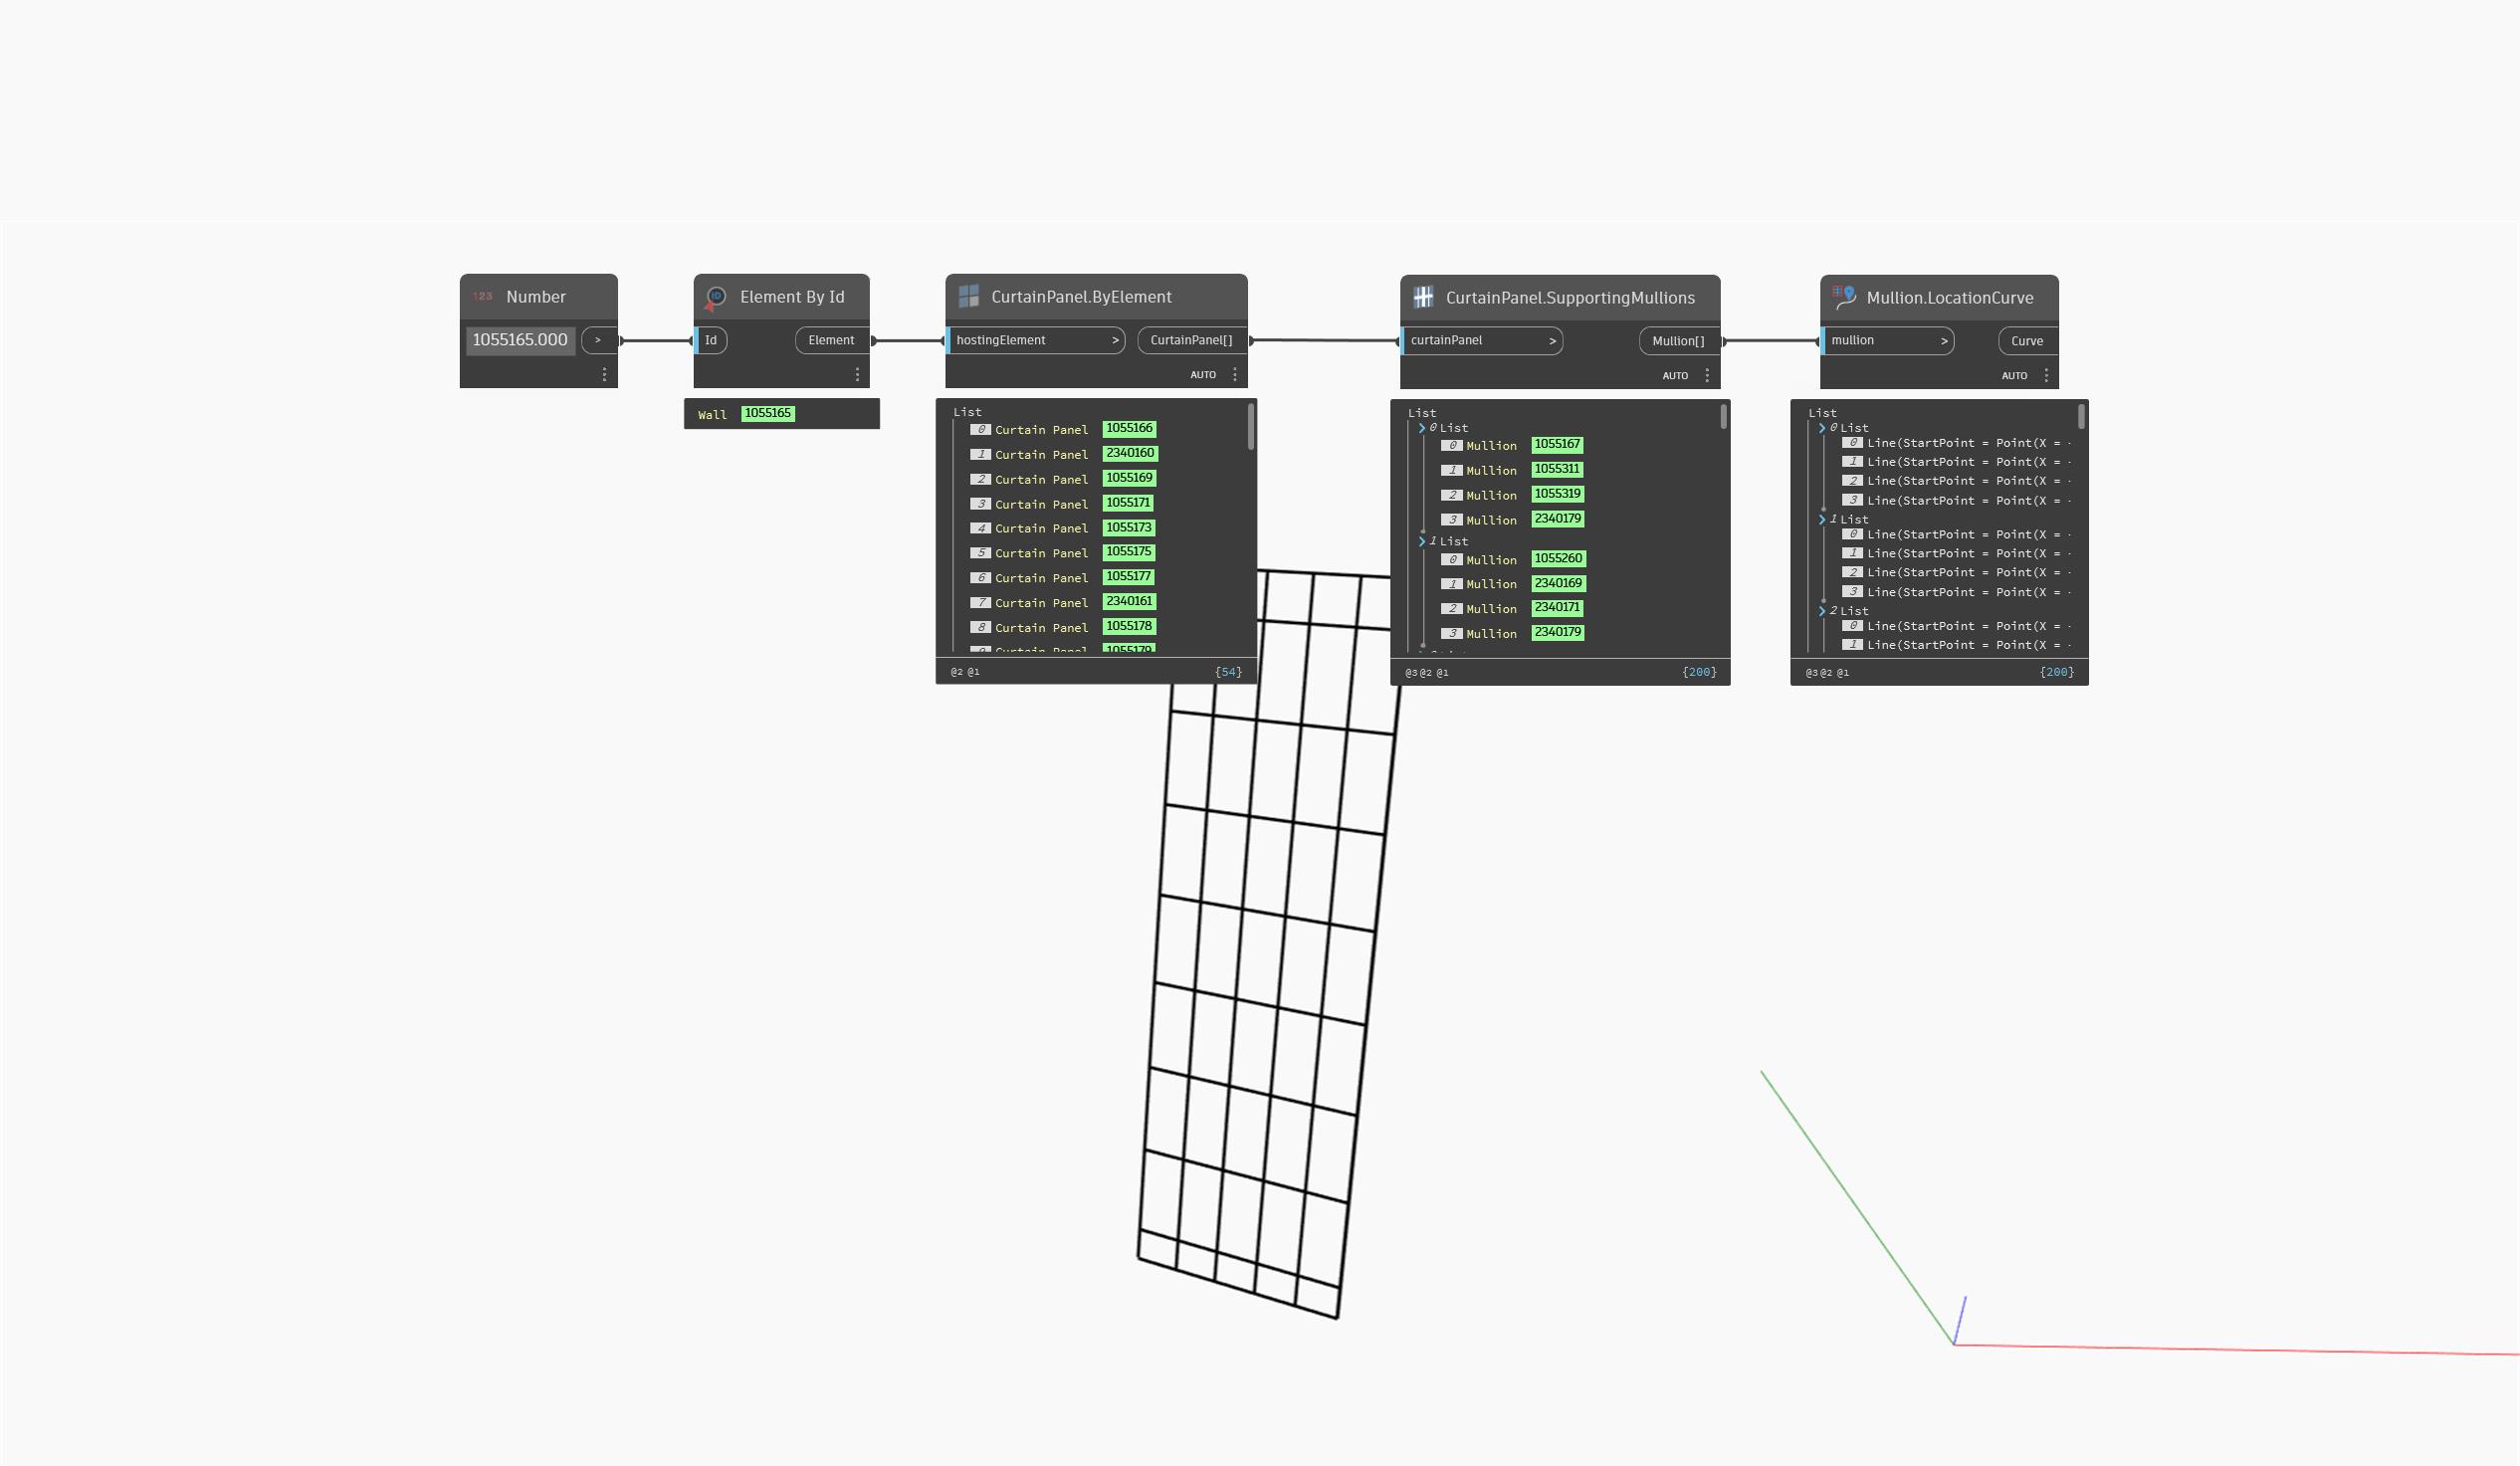 123 Number
1055165.000 >
ID Element By Id
Id Element
Wall 1055165
CurtainPanel.ByElement
hostingElement > CurtainPanel[]
AUTO
List
0 Curtain Panel 1055166
1 Curtain Panel 2340160
2 Curtain Panel 1055169
3 Curtain Panel 1055171
4 Curtain Panel 1055173
5 Curtain Panel 1055175
6 Curtain Panel 1055177
7 Curtain Panel 2340161
8 Curtain Panel 1055178
9 Curtain Panel 1055179
@2 @1 {54}
CurtainPanel.SupportingMullions
curtainPanel > Mullion[]
AUTO
List
0 List
0 Mullion 1055167
1 Mullion 1055311
2 Mullion 1055319
3 Mullion 2340179
1 List
0 Mullion 1055260
1 Mullion 2340169
2 Mullion 2340171
3 Mullion 2340179
@3 @2 @1 {200}
Mullion.LocationCurve
mullion > Curve
AUTO
List
0 List
0 Line(StartPoint = Point(X = -
1 Line(StartPoint = Point(X = -
2 Line(StartPoint = Point(X = -
3 Line(StartPoint = Point(X = -
1 List
0 Line(StartPoint = Point(X = -
1 Line(StartPoint = Point(X = -
2 Line(StartPoint = Point(X = -
3 Line(StartPoint = Point(X = -
2 List
0 Line(StartPoint = Point(X = -
1 Line(StartPoint = Point(X = -
@3 @2 @1 {200}